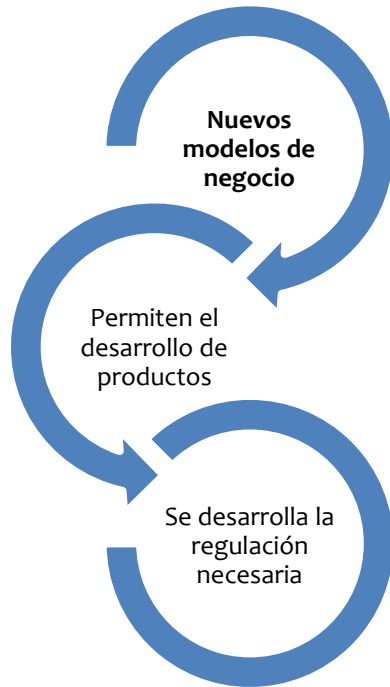 Nuevos
modelos de
negocio
Permiten el
desarrollo de
productos
Se desarrolla la
regulación
necesaria